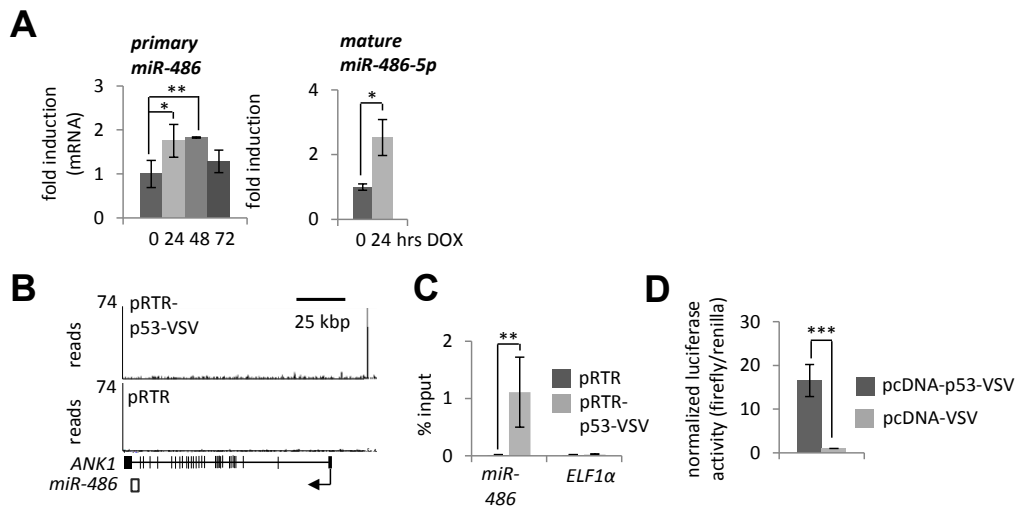 A
primary
miR-486
fold induction
(mRNA)
3
2
1
0
**
*
0 24 48 72
mature
miR-486-5p
fold induction
4
2
0
*
0 24 hrs DOX
B
74
reads
pRTR-
p53-VSV
25 kbp
74
reads
pRTR
ANK1
miR-486
C
% input
2
1
0
**
pRTR
pRTR-
p53-VSV
miR-
486
ELF1α
D
normalized luciferase
activity (firefly/renilla)
30
20
10
0
***
pcDNA-p53-VSV
pcDNA-VSV